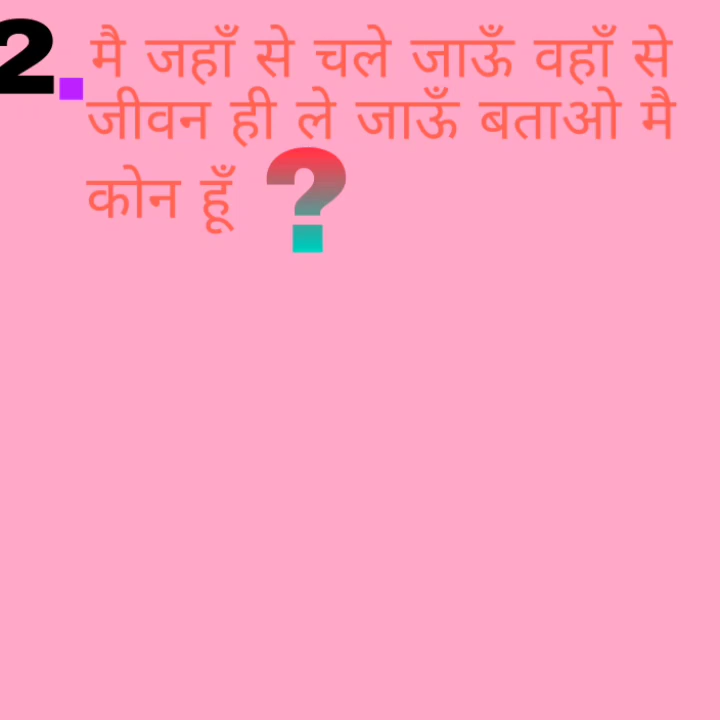 2. मै जहाँ से चले जाऊँ वहाँ से
जीवन ही ले जाऊँ बताओ मै
कोन हूँ ?